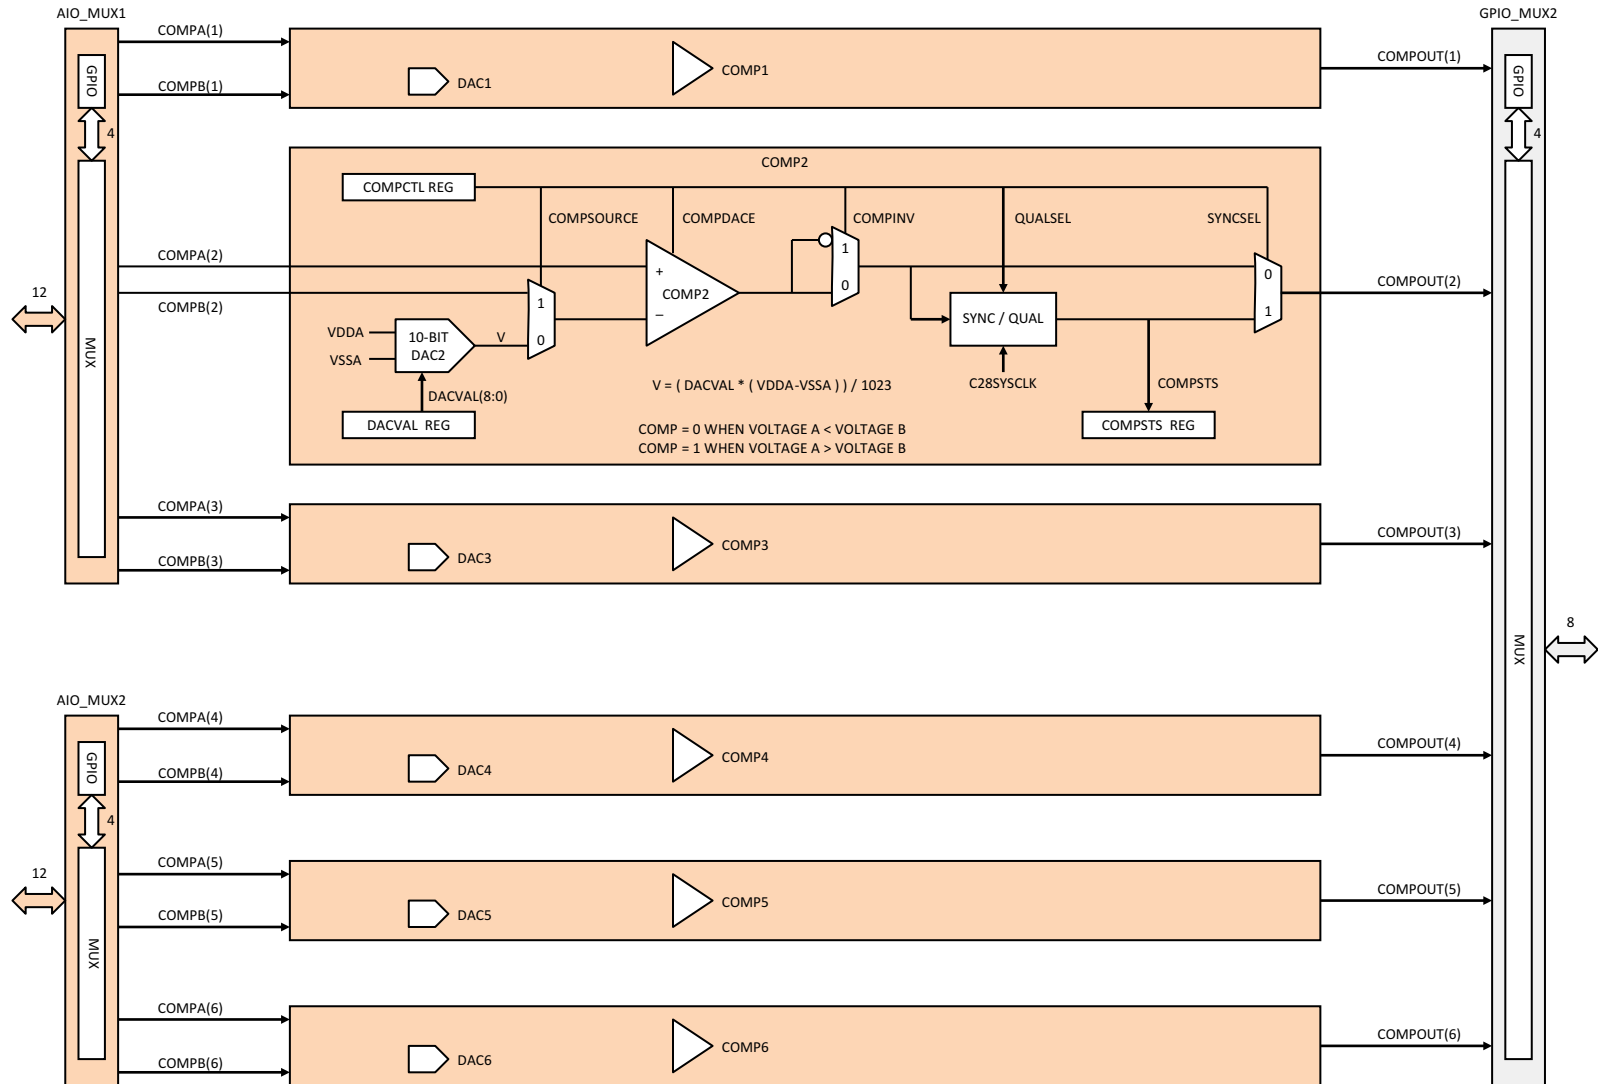 AIO_MUX1
GPIO_MUX2
COMPA(1)
COMPB(1)
GPIO
4
DAC1
COMP1
COMPOUT(1)
GPIO
4
COMP2
COMPCTL REG
COMPSOURCE
COMPDACE
COMPINV
QUALSEL
SYNCSEL
COMPA(2)
COMPB(2)
12
MUX
1
0
+
COMP2
–
1
0
SYNC / QUAL
0
1
COMPOUT(2)
VDDA
VSSA
10-BIT
DAC2
V
DACVAL(8:0)
DACVAL REG
V = ( DACVAL * ( VDDA-VSSA ) ) / 1023
C28SYSCLK
COMPSTS
COMPSTS REG
COMP = 0 WHEN VOLTAGE A < VOLTAGE B
COMP = 1 WHEN VOLTAGE A > VOLTAGE B
COMPA(3)
COMPB(3)
DAC3
COMP3
COMPOUT(3)
MUX
8
AIO_MUX2
COMPA(4)
COMPB(4)
GPIO
4
DAC4
COMP4
COMPOUT(4)
12
MUX
COMPA(5)
COMPB(5)
DAC5
COMP5
COMPOUT(5)
COMPA(6)
COMPB(6)
DAC6
COMP6
COMPOUT(6)